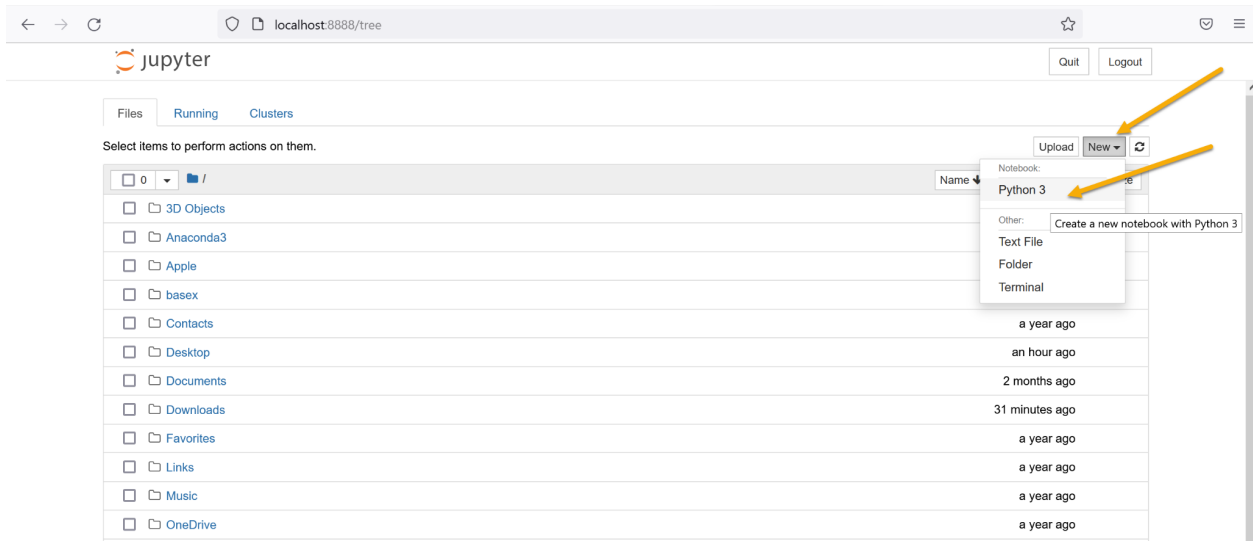 localhost:8888/tree
jupyter
Quit Logout
Files Running Clusters
Select items to perform actions on them.
Upload New
0 /
Name
Notebook:
Python 3
Other:
Create a new notebook with Python 3
Text File
Folder
Terminal
3D Objects
Anaconda3
Apple
basex
Contacts a year ago
Desktop an hour ago
Documents 2 months ago
Downloads 31 minutes ago
Favorites a year ago
Links a year ago
Music a year ago
OneDrive a year ago